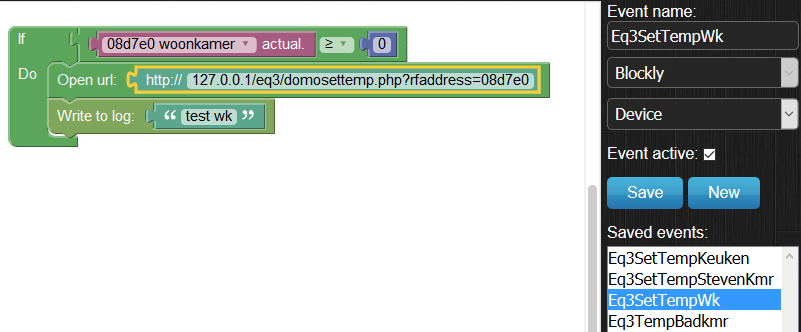 If
08d7e0 woonkamer ▾ actual. ≥ ▾ 0
Do
Open url: http:// 127.0.0.1/eq3/domosettemp.php?rfaddress=08d7e0
Write to log: “ test wk ”
Event name:
Eq3SetTempWk
Blockly
Device
Event active:
Save New
Saved events:
Eq3SetTempKeuken
Eq3SetTempStevenKmr
Eq3SetTempWk
Eq3TempBadkmr